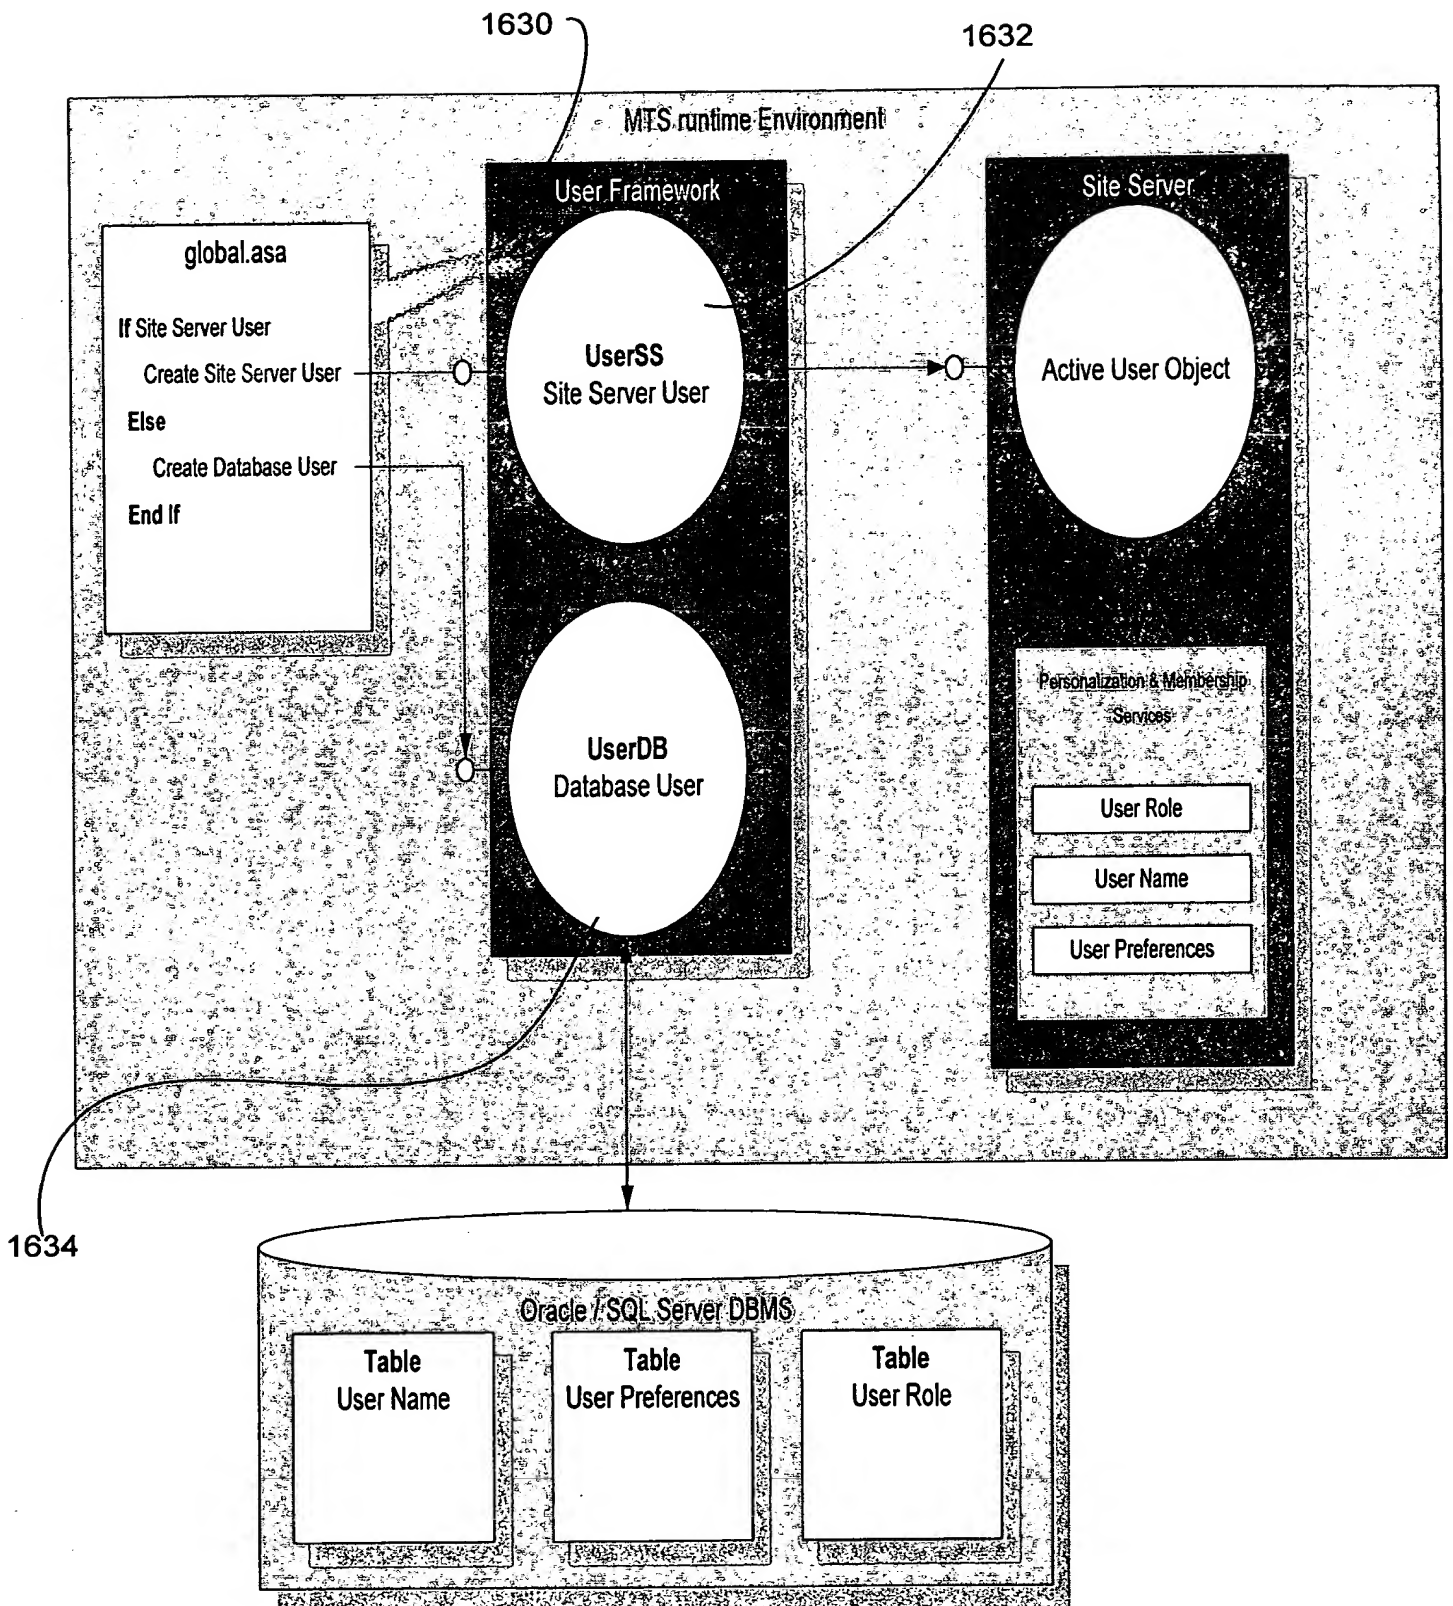 1630
1632
MTS runtime Environment
User Framework
Site Server
global.asa
If Site Server User
Create Site Server User
Else
Create Database User
End If
UserSS
Site Server User
Active User Object
UserDB
Database User
Personalization & Membership
Services
User Role
User Name
User Preferences
1634
Oracle / SQL Server DBMS
Table
User Name
Table
User Preferences
Table
User Role